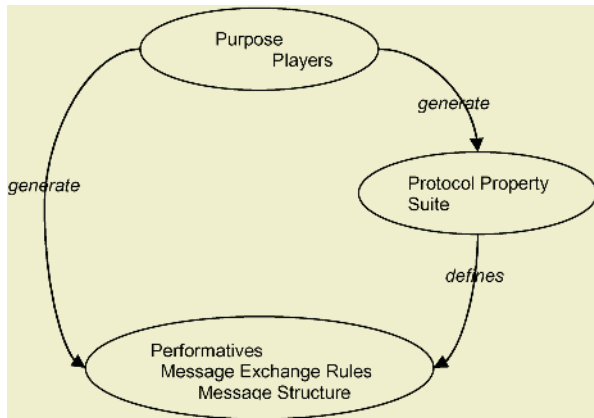 Purpose
Players
generate
generate
Protocol Property
Suite
defines
Performatives
Message Exchange Rules
Message Structure